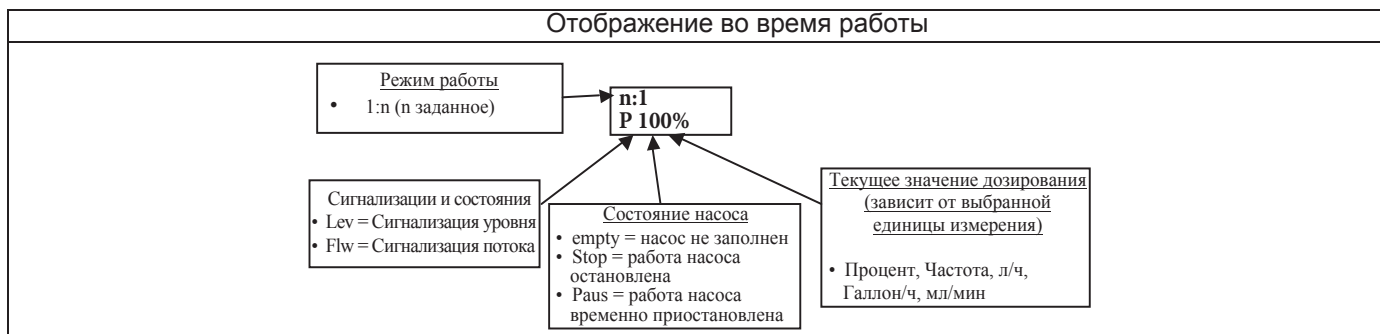 Отображение во время работы
Режим работы
• 1:n (n заданное)
n:1
P 100%
Сигнализации и состояния
• Lev = Сигнализация уровня
• Flw = Сигнализация потока
Состояние насоса
• empty = насос не заполнен
• Stop = работа насоса
остановлена
• Paus = работа насоса
временно приостановлена
Текущее значение дозирования
(зависит от выбранной
единицы измерения)
• Процент, Частота, л/ч,
Галлон/ч, мл/мин